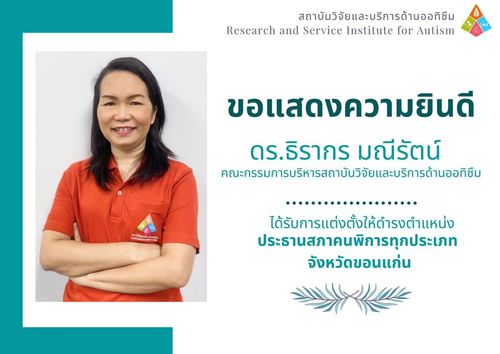 สถาบันวิจัยและบริการด้านออทิซึม
Research and Service Institute for Autism
ขอแสดงความยินดี
ดร.ธิรากร มณีรัตน์
คณะกรรมการบริหารสถาบันวิจัยและบริการด้านออทิซึม
ได้รับการแต่งตั้งให้ดำรงตำแหน่ง
ประธานสภาคนพิการทุกประเภท
จังหวัดขอนแก่น